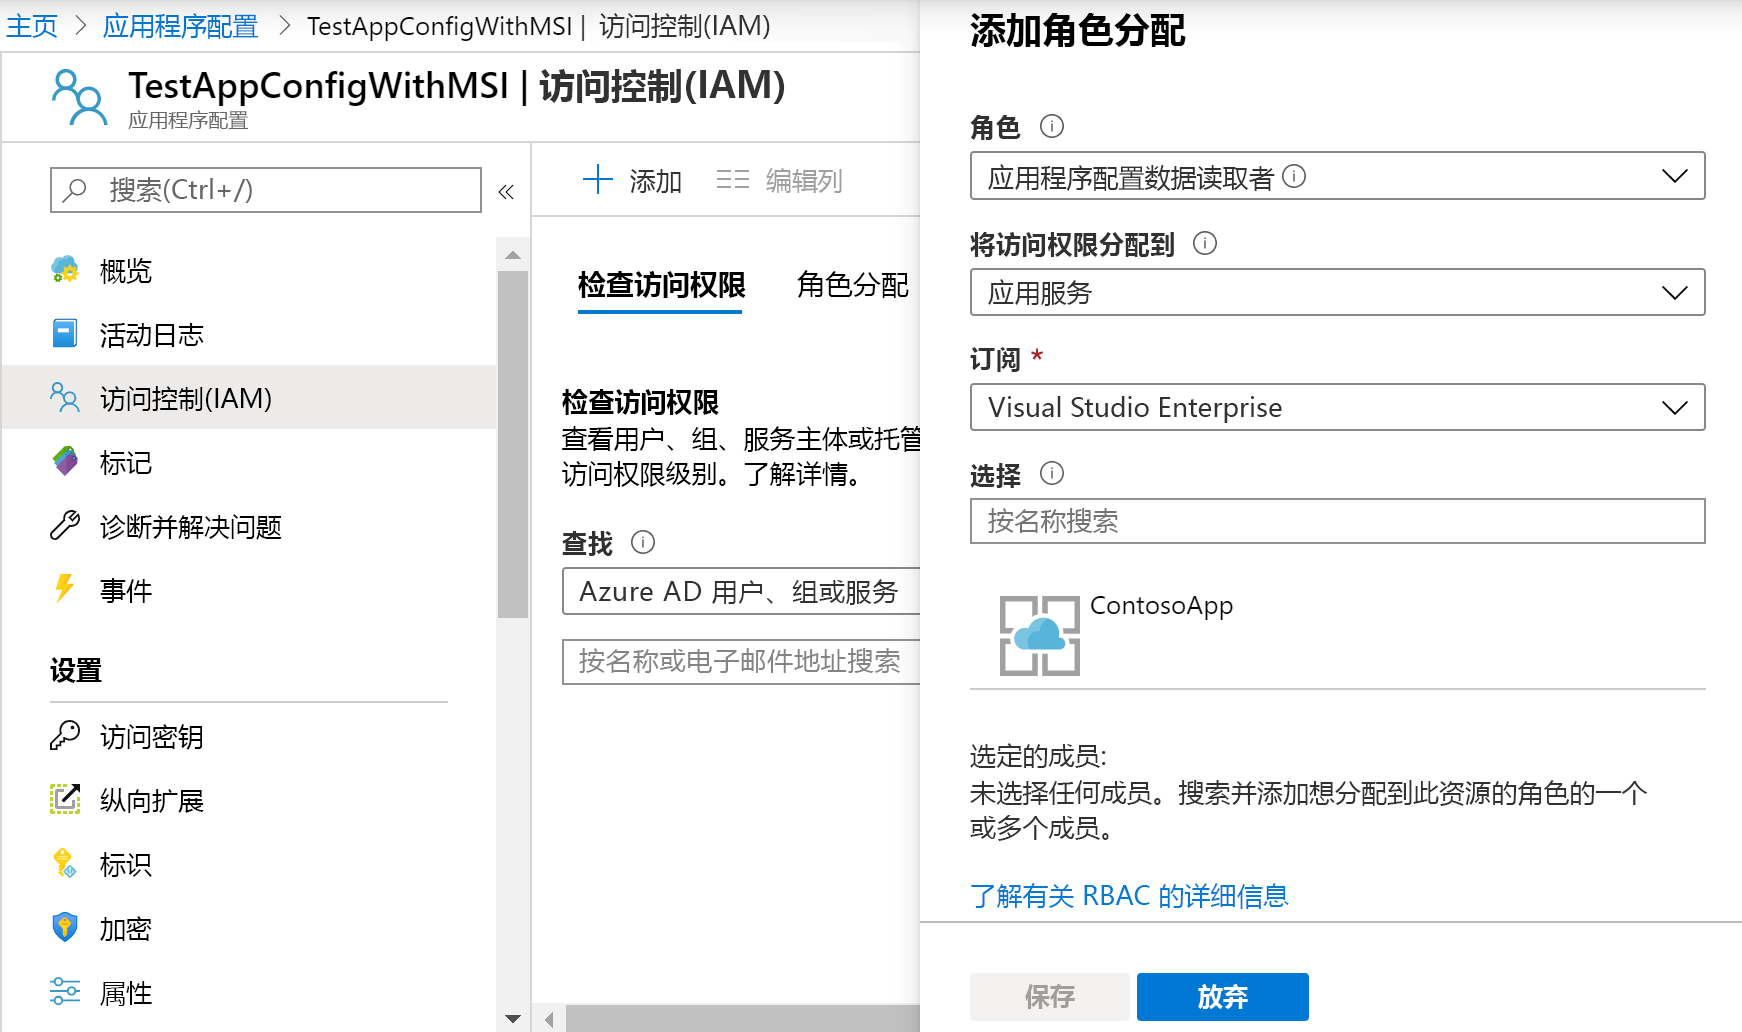 主页 > 应用程序配置 > TestAppConfigWithMSI | 访问控制(IAM)
TestAppConfigWithMSI | 访问控制(IAM)
应用程序配置
搜索(Ctrl+/)
«
概览
活动日志
访问控制(IAM)
标记
诊断并解决问题
事件
设置
访问密钥
纵向扩展
标识
加密
属性
添加
编辑列
检查访问权限
角色分配
检查访问权限
查看用户、组、服务主体或托管
访问权限级别。了解详情。
查找
Azure AD 用户、组或服务
按名称或电子邮件地址搜索
添加角色分配
角色
应用程序配置数据读取者
将访问权限分配到
应用服务
订阅 *
Visual Studio Enterprise
选择
按名称搜索
ContosoApp
选定的成员:
未选择任何成员。搜索并添加想分配到此资源的角色的一个
或多个成员。
了解有关 RBAC 的详细信息
保存
放弃